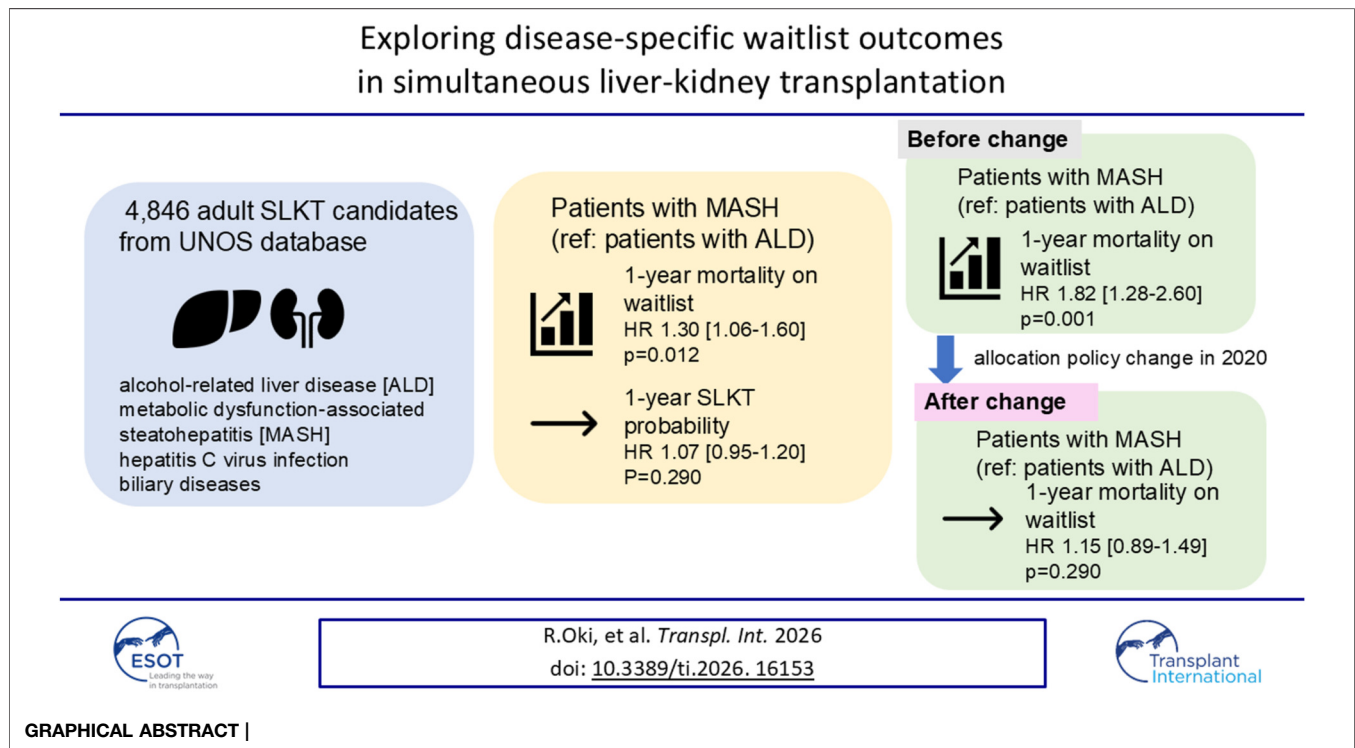 Exploring disease-specific waitlist outcomes
in simultaneous liver-kidney transplantation
4,846 adult SLKT candidates
from UNOS database
alcohol-related liver disease [ALD]
metabolic dysfunction-associated
steatohepatitis [MASH]
hepatitis C virus infection
biliary diseases
Patients with MASH
(ref: patients with ALD)
1-year mortality on
waitlist
HR 1.30 [1.06-1.60]
p=0.012
1-year SLKT
probability
HR 1.07 [0.95-1.20]
P=0.290
Before change
Patients with MASH
(ref: patients with ALD)
1-year mortality on
waitlist
HR 1.82 [1.28-2.60]
p=0.001
allocation policy change in 2020
After change
Patients with MASH
(ref: patients with ALD)
1-year mortality on
waitlist
HR 1.15 [0.89-1.49]
p=0.290
ESOT
Leading the way
in transplantation
R.Oki, et al. Transpl. Int. 2026
doi: 10.3389/ti.2026. 16153
Transplant
International
GRAPHICAL ABSTRACT |